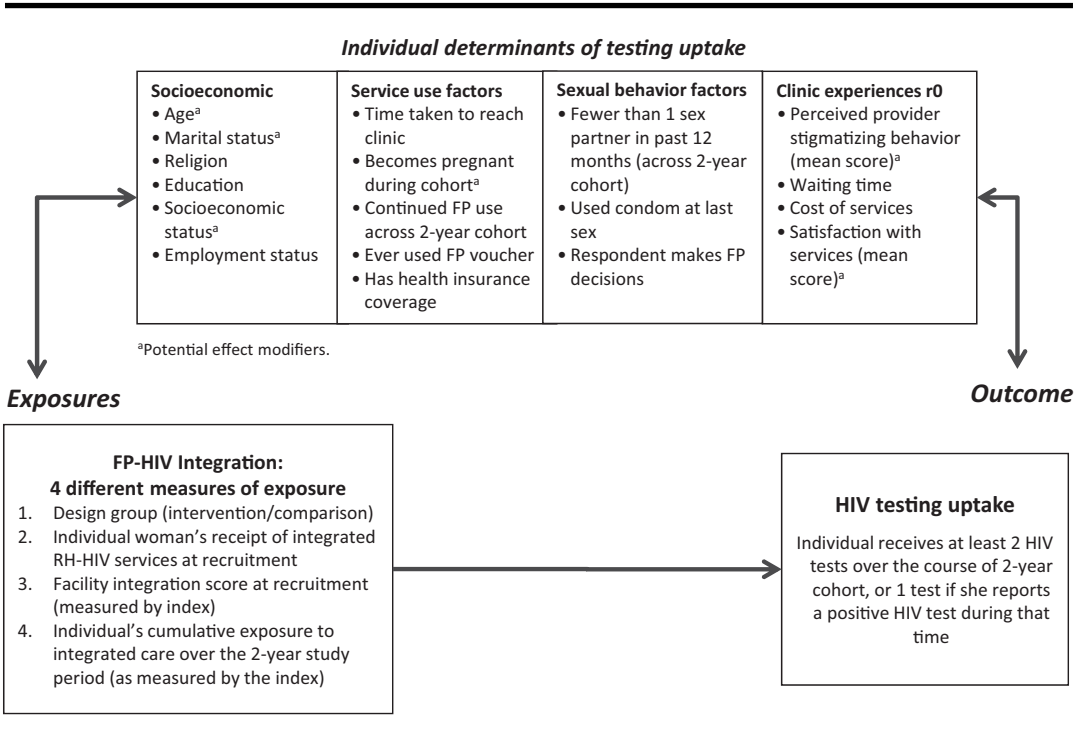 Individual determinants of testing uptake
Socioeconomic
• Ageᵃ
• Marital statusᵃ
• Religion
• Education
• Socioeconomic
statusᵃ
• Employment status
Service use factors
• Time taken to reach
clinic
• Becomes pregnant
during cohortᵃ
• Continued FP use
across 2-year cohort
• Ever used FP voucher
• Has health insurance
coverage
Sexual behavior factors
• Fewer than 1 sex
partner in past 12
months (across 2-year
cohort)
• Used condom at last
sex
• Respondent makes FP
decisions
Clinic experiences r0
• Perceived provider
stigmatizing behavior
(mean score)ᵃ
• Waiting time
• Cost of services
• Satisfaction with
services (mean
score)ᵃ
ᵃPotential effect modifiers.
Exposures
FP-HIV Integration:
4 different measures of exposure
1. Design group (intervention/comparison)
2. Individual woman's receipt of integrated
RH-HIV services at recruitment
3. Facility integration score at recruitment
(measured by index)
4. Individual's cumulative exposure to
integrated care over the 2-year study
period (as measured by the index)
Outcome
HIV testing uptake
Individual receives at least 2 HIV
tests over the course of 2-year
cohort, or 1 test if she reports
a positive HIV test during that
time